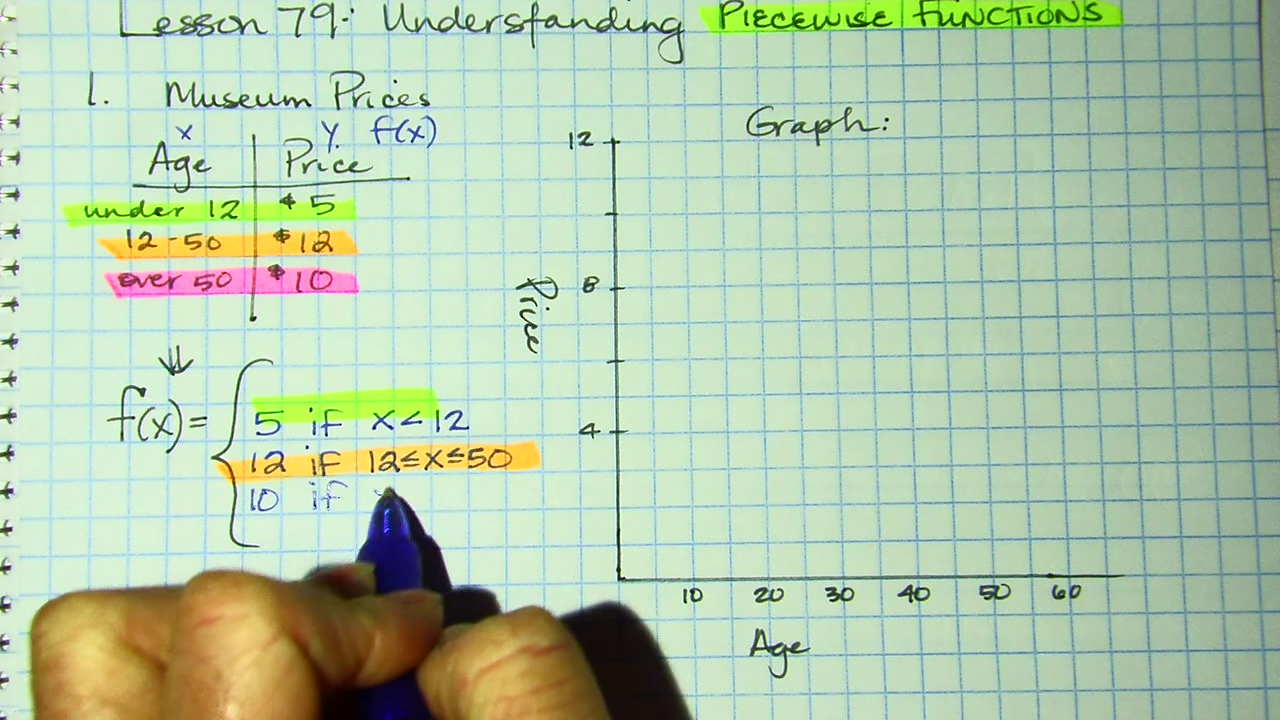 Lesson 79: Understanding PIECEWISE FUNCTIONS
1. Museum Prices
x y f(x)
Age Price
under 12 $5
12-50 $12
over 50 $10
f(x)=
5 if x<12
12 if 12≤x≤50
10 if
Graph:
12
8
4
Price
10 20 30 40 50 60
Age